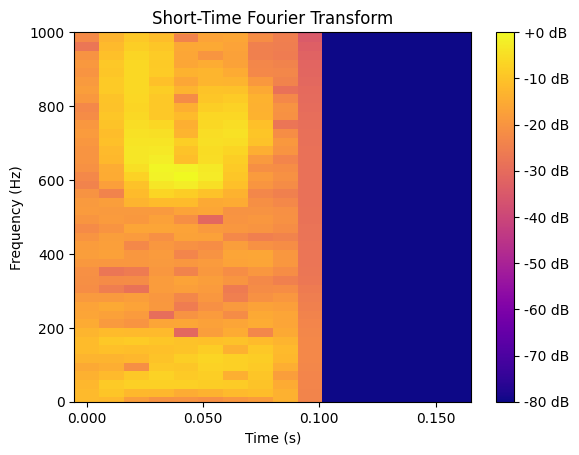 Short-Time Fourier Transform
1000
800
600
400
200
0
Frequency (Hz)
0.000
0.050
0.100
0.150
Time (s)
+0 dB
-10 dB
-20 dB
-30 dB
-40 dB
-50 dB
-60 dB
-70 dB
-80 dB